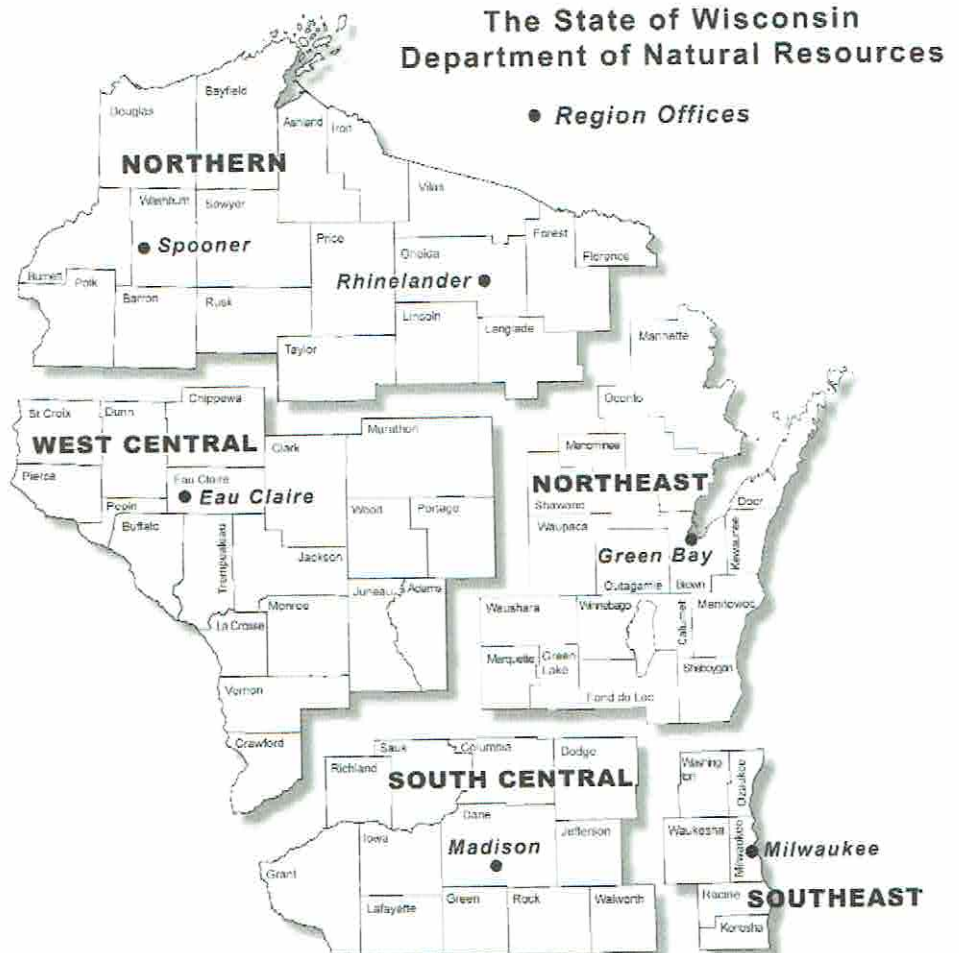 The State of Wisconsin
Department of Natural Resources
● Region Offices
Bayfield
Douglas
Ashland
Iron
NORTHERN
Vilas
Washburn
Sawyer
Spooner
Price
Forest
Oneida
Florence
Rhinelander
Burnett
Polk
Barron
Rusk
Lincoln
Langlade
Taylor
Marinette
Oconto
Menominee
NORTHEAST
Shawano
Door
Waupaca
Green Bay
Kewaunee
Outagamie
Brown
Waushara
Winnebago
Calumet
Manitowoc
Marquette
Green
Lake
Sheboygan
Fond du Lac
Chippewa
St Croix
Dunn
Marathon
WEST CENTRAL
Clark
Pierce
Eau Claire
Eau Claire
Pepin
Wood
Portage
Buffalo
Trempealeau
Jackson
Juneau
Adams
Monroe
La Crosse
Vernon
Crawford
Sauk
Columbia
Dodge
Richland
SOUTH CENTRAL
Dane
Iowa
Jefferson
Madison
Grant
Lafayette
Green
Rock
Walworth
Washing
ton
Ozaukee
Waukesha
Milwaukee
Milwaukee
Racine
SOUTHEAST
Kenosha